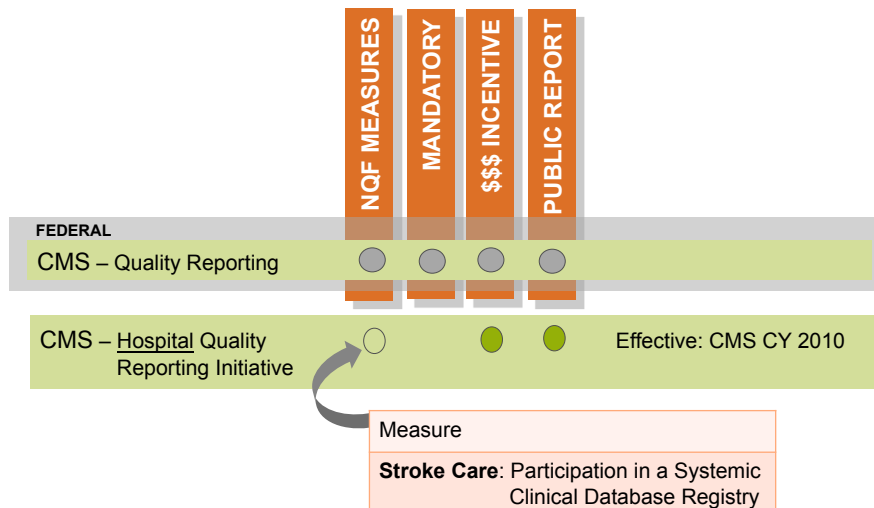 NQF MEASURES
MANDATORY
$$$ INCENTIVE
PUBLIC REPORT
FEDERAL
CMS – Quality Reporting
CMS – Hospital Quality
Reporting Initiative
Effective: CMS CY 2010
Measure
Stroke Care: Participation in a Systemic
Clinical Database Registry